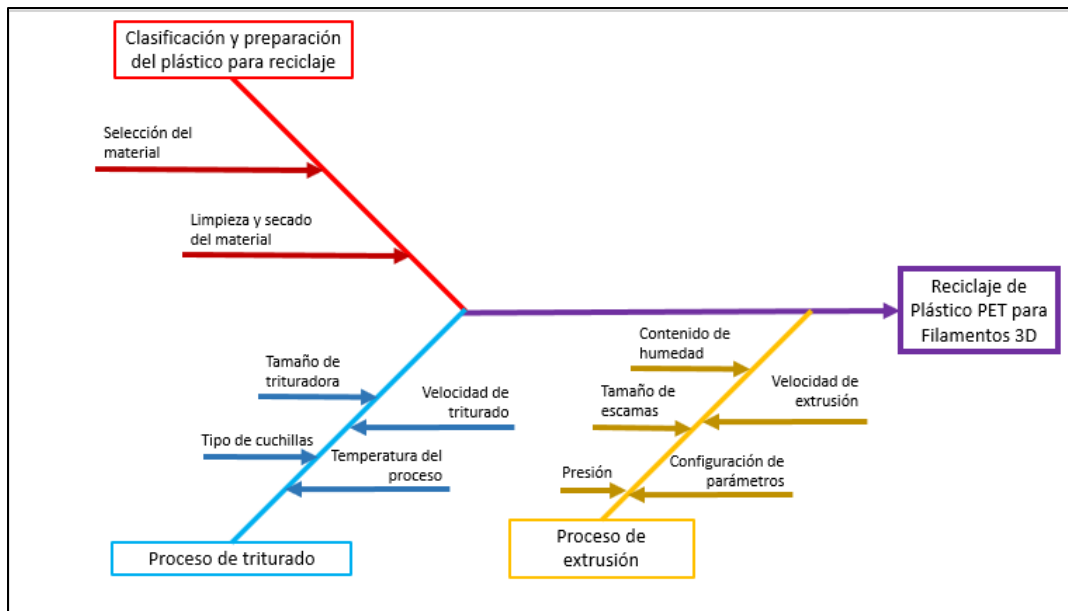 Clasificación y preparación
del plástico para reciclaje
Selección del
material
Limpieza y secado
del material
Reciclaje de
Plástico PET para
Filamentos 3D
Tamaño de
trituradora
Velocidad de
triturado
Tipo de cuchillas
Temperatura del
proceso
Proceso de triturado
Contenido de
humedad
Tamaño de
escamas
Velocidad de
extrusión
Presión
Configuración de
parámetros
Proceso de
extrusión